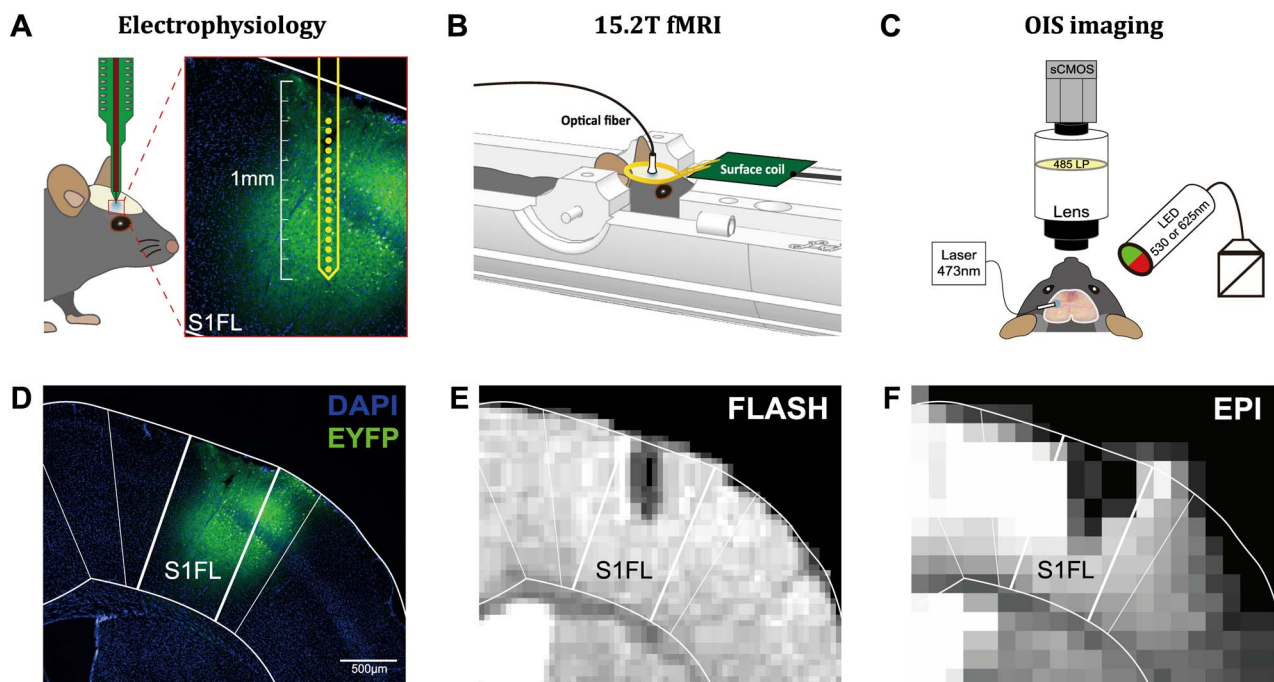 A
Electrophysiology
1mm
S1FL
B
15.2T fMRI
Optical fiber
Surface coil
C
OIS imaging
sCMOS
485 LP
Lens
LED
530 or 625nm
Laser
473nm
D
DAPI
EYFP
S1FL
500µm
E
FLASH
S1FL
F
EPI
S1FL